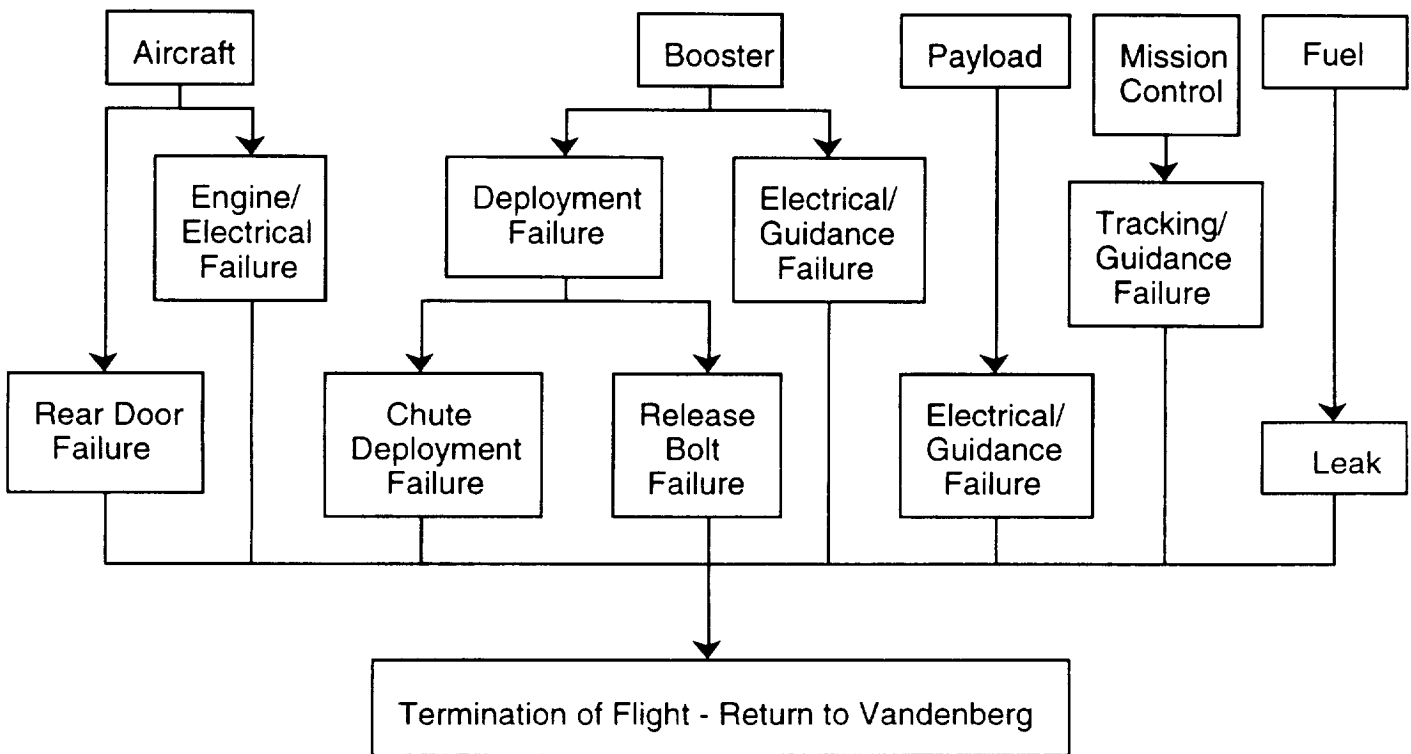 Aircraft
Booster
Payload
Mission
Control
Fuel
Engine/
Electrical
Failure
Deployment
Failure
Electrical/
Guidance
Failure
Tracking/
Guidance
Failure
Rear Door
Failure
Chute
Deployment
Failure
Release
Bolt
Failure
Electrical/
Guidance
Failure
Leak
Termination of Flight - Return to Vandenberg